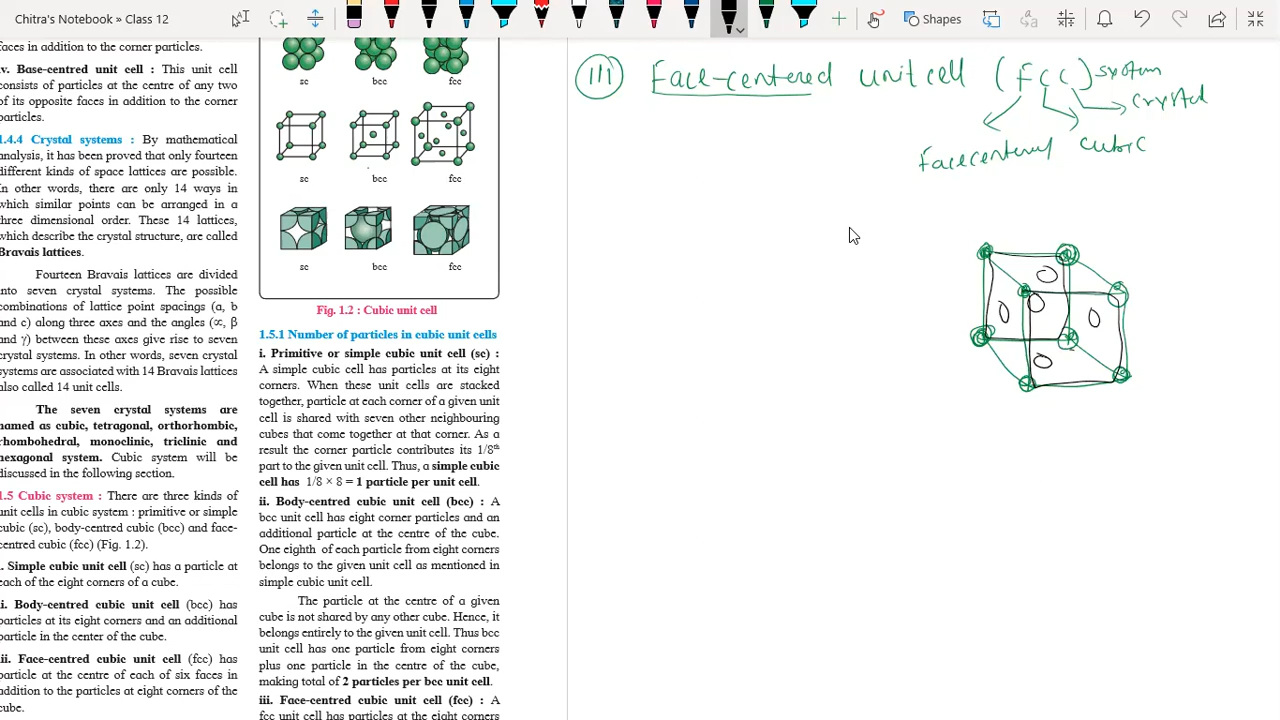 Chitra's Notebook » Class 12
Shapes
faces in addition to the corner particles.
iv. Base-centred unit cell : This unit
cell consists of particles at the centre of any two
of its opposite faces in addition to the corner
particles.
1.4.4 Crystal systems : By mathematical
analysis, it has been proved that only fourteen
different kinds of space lattices are possible.
In other words, there are only 14 ways in
which similar points can be arranged in a
three dimensional order. These 14 lattices,
which describe the crystal structure, are called
Bravais lattices.
Fourteen Bravais lattices are divided
into seven crystal systems. The possible
combinations of lattice point spacings (a, b
and c) along three axes and the angles (∝, β
and γ) between these axes give rise to seven
crystal systems. In other words, seven crystal
systems are associated with 14 Bravais lattices
also called 14 unit cells.
The seven crystal systems are
named as cubic, tetragonal, orthorhombic,
rhombohedral, monoclinic, triclinic and
hexagonal system. Cubic system will be
discussed in the following section.
1.5 Cubic system : There are three kinds of
unit cells in cubic system : primitive or simple
cubic (sc), body-centred cubic (bcc) and face-
centred cubic (fcc) (Fig. 1.2).
i. Simple cubic unit cell (sc) has a particle at
each of the eight corners of a cube.
ii. Body-centred cubic unit cell (bcc) has
particles at its eight corners and an additional
particle in the center of the cube.
iii. Face-centred cubic unit cell (fcc) has
particle at the centre of each of six faces in
addition to the particles at eight corners of the
cube.
sc bcc fcc
sc bcc fcc
sc bcc fcc
Fig. 1.2 : Cubic unit cell
1.5.1 Number of particles in cubic unit cells
i. Primitive or simple cubic unit cell (sc) :
A simple cubic cell has particles at its eight
corners. When these unit cells are stacked
together, particle at each corner of a given unit
cell is shared with seven other neighbouring
cubes that come together at that corner. As a
result the corner particle contributes its 1/8th
part to the given unit cell. Thus, a simple cubic
cell has 1/8 × 8 = 1 particle per unit cell.
ii. Body-centred cubic unit cell (bcc) : A
bcc unit cell has eight corner particles and an
additional particle at the centre of the cube.
One eighth of each particle from eight corners
belongs to the given unit cell as mentioned in
simple cubic unit cell.
The particle at the centre of a given
cube is not shared by any other cube. Hence, it
belongs entirely to the given unit cell. Thus bcc
unit cell has one particle from eight corners
plus one particle in the centre of the cube,
making total of 2 particles per bcc unit cell.
iii. Face-centred cubic unit cell (fcc) : A
fcc unit cell has particles at the eight corners
III Face-centered unit cell (fcc) system
crystal
facecentered cubic